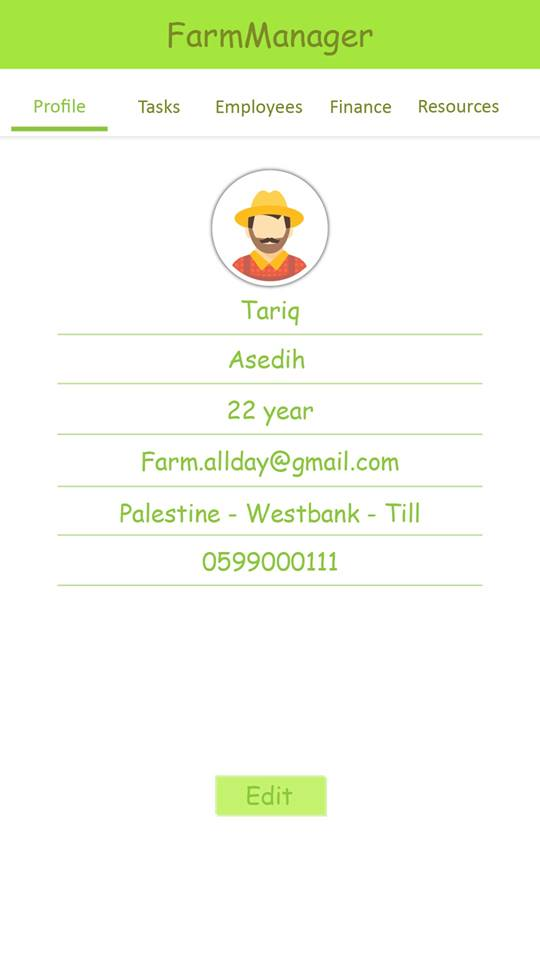 FarmManager
Profile Tasks Employees Finance Resources
Tariq
Asedih
22 year
Farm.allday@gmail.com
Palestine - Westbank - Till
0599000111
Edit